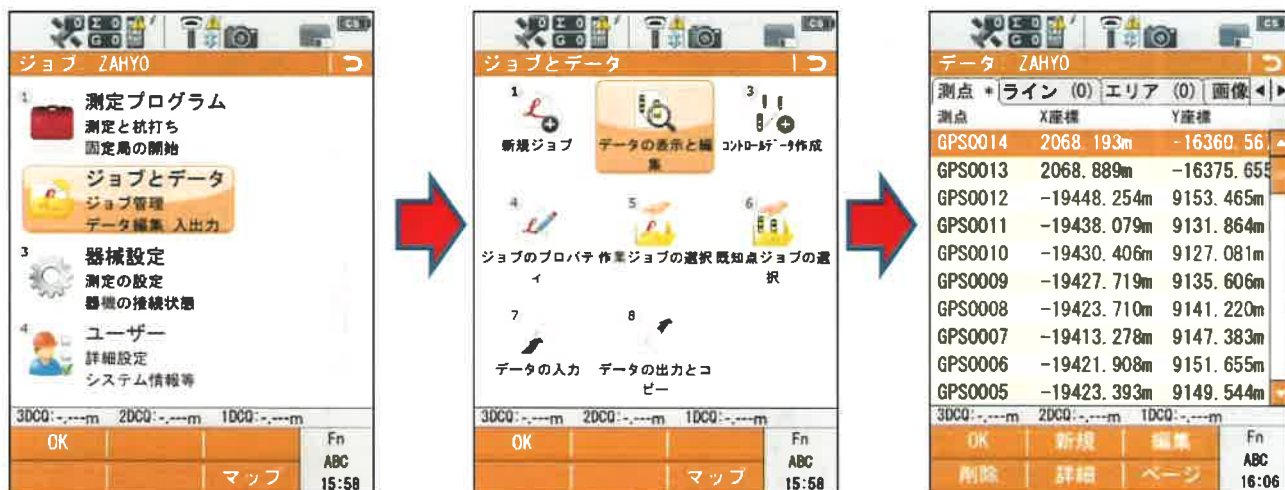 ジョブ ZAHYO
1 測定プログラム
測定と杭打ち
固定局の開始
ジョブとデータ
ジョブ管理
データ編集 入出力
3 器械設定
測定の設定
器機の接続状態
4 ユーザー
詳細設定
システム情報等
3DCQ:-.---m 2DCQ:-.---m 1DCQ:-.---m
OK
Fn
ABC
マップ
15:58
ジョブとデータ
1 新規ジョブ
データの表示と編集
3 コントロールデータ作成
4 ジョブのプロパティ
5 作業ジョブの選択
6 既知点ジョブの選択
7 データの入力
8 データの出力とコピー
3DCQ:-.---m 2DCQ:-.---m 1DCQ:-.---m
OK
Fn
ABC
マップ
15:58
データ ZAHYO
測点 * ライン (0) エリア (0) 画像
測点 X座標 Y座標
GPS0014 2068.193m -16360.56
GPS0013 2068.889m -16375.655
GPS0012 -19448.254m 9153.465m
GPS0011 -19438.079m 9131.864m
GPS0010 -19430.406m 9127.081m
GPS0009 -19427.719m 9135.606m
GPS0008 -19423.710m 9141.220m
GPS0007 -19413.278m 9147.383m
GPS0006 -19421.908m 9151.655m
GPS0005 -19423.393m 9149.544m
3DCQ:-.---m 2DCQ:-.---m 1DCQ:-.---m
OK 新規 編集 Fn
ABC
削除 詳細 ページ
16:06